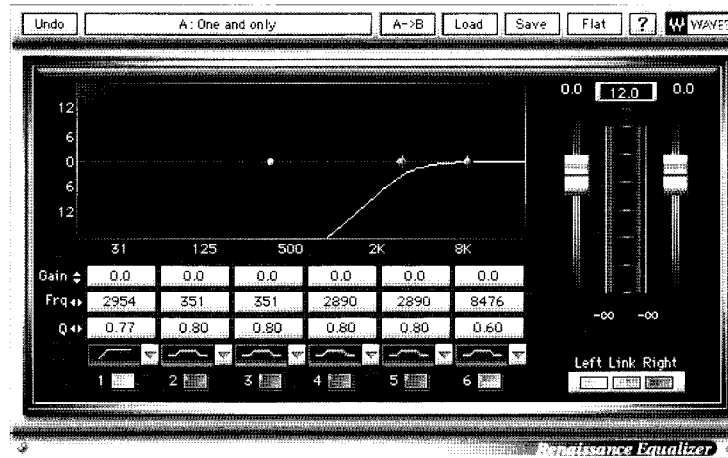 Undo A: One and only A->B Load Save Flat ? W WAVES
0.0 12.0 0.0
12
6
0
6
12
31 125 500 2K 8K
Gain 0.0 0.0 0.0 0.0 0.0 0.0
Frq 2954 351 351 2890 2890 8476
Q 0.77 0.80 0.80 0.80 0.80 0.60
-∞ -∞
Left Link Right
1 2 3 4 5 6
Renaissance Equalizer